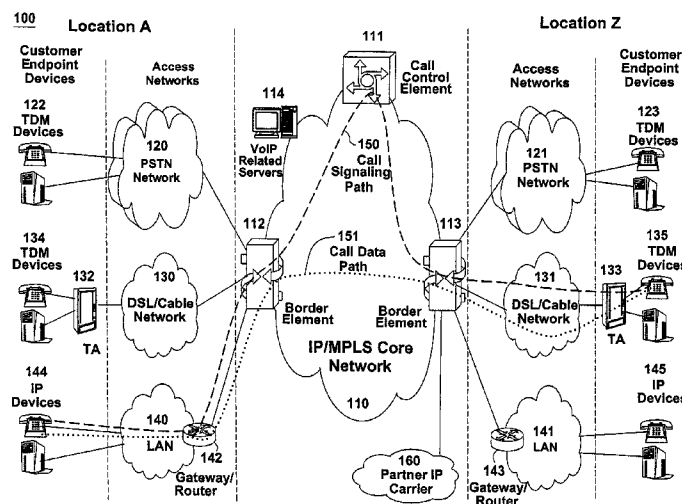 100
Location A
Location Z
Customer
Endpoint
Devices
Access
Networks
111
Call Control
Element
Access
Networks
Customer
Endpoint
Devices
122
TDM
Devices
120
PSTN
Network
114
VoIP
Related
Servers
150
Call
Signaling
Path
121
PSTN
Network
123
TDM
Devices
112
113
134
TDM
Devices
132
TA
130
DSL/Cable
Network
151
Call Data
Path
Border
Element
Border
Element
131
DSL/Cable
Network
133
TA
135
TDM
Devices
IP/MPLS Core
Network
110
144
IP
Devices
140
LAN
142
Gateway/
Router
160
Partner IP
Carrier
143
Gateway/
Router
141
LAN
145
IP
Devices